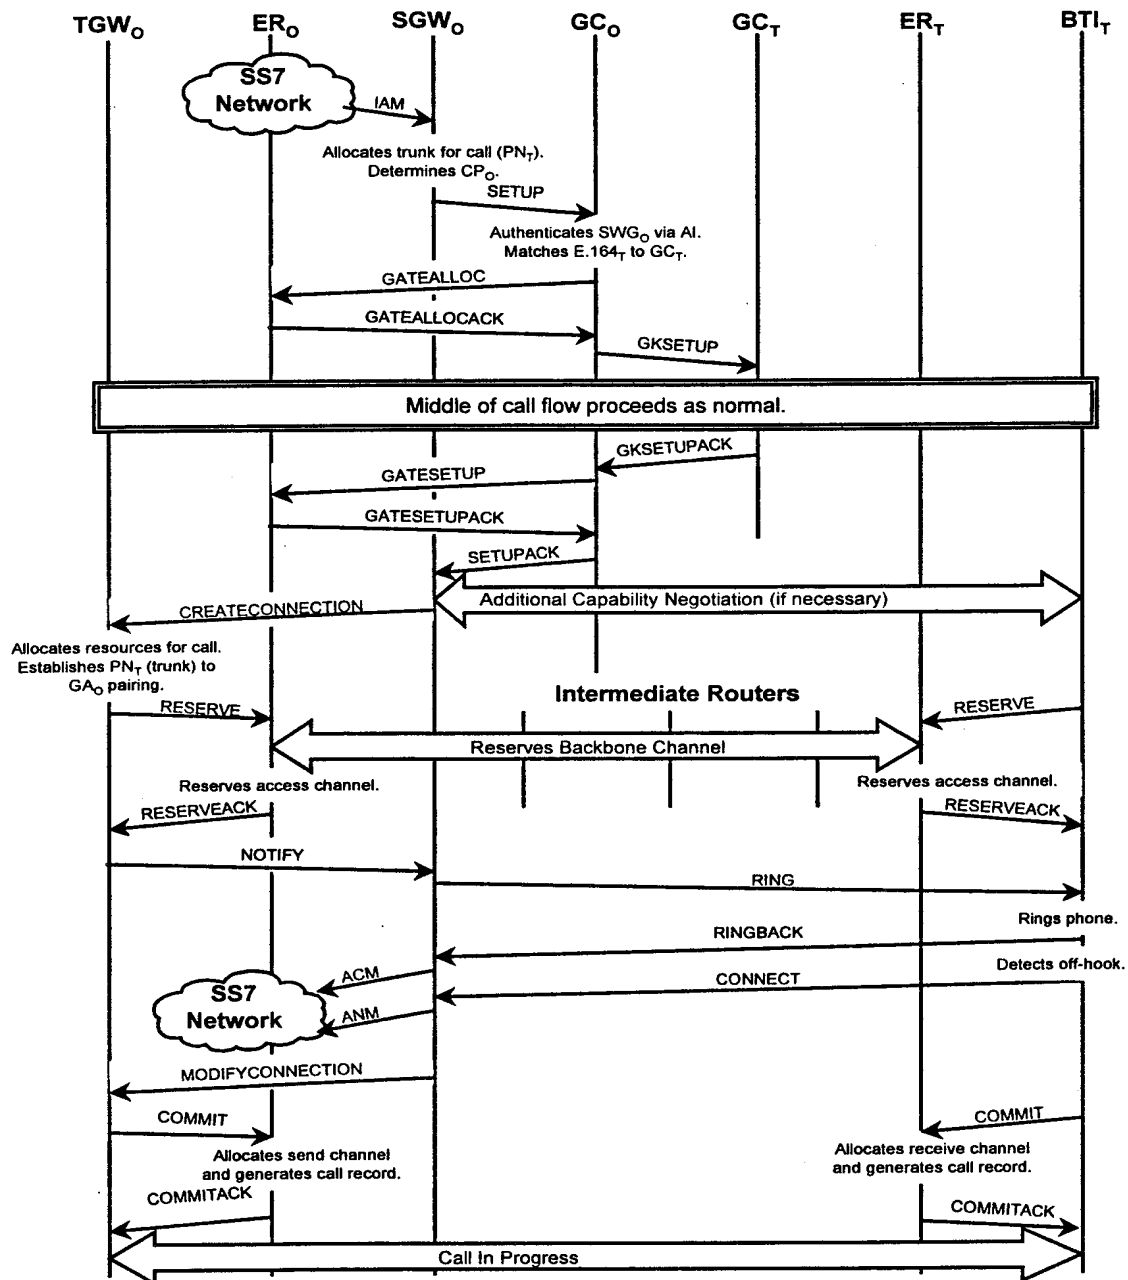 TGWO ERO SGWO GCO GCT ERT BTIT
SS7
Network
IAM
Allocates trunk for call (PNT).
Determines CPO.
SETUP
Authenticates SWGO via AI.
Matches E.164T to GCT.
GATEALLOC
GATEALLOCACK
GKSETUP
Middle of call flow proceeds as normal.
GKSETUPACK
GATESETUP
GATESETUPACK
SETUPACK
Additional Capability Negotiation (if necessary)
CREATECONNECTION
Allocates resources for call.
Establishes PNT (trunk) to
GAO pairing.
Intermediate Routers
RESERVE
RESERVE
Reserves Backbone Channel
Reserves access channel.
Reserves access channel.
RESERVEACK
RESERVEACK
NOTIFY
RING
Rings phone.
RINGBACK
Detects off-hook.
ACM
CONNECT
SS7
Network
ANM
MODIFYCONNECTION
COMMIT
COMMIT
Allocates send channel
and generates call record.
Allocates receive channel
and generates call record.
COMMITACK
COMMITACK
Call In Progress